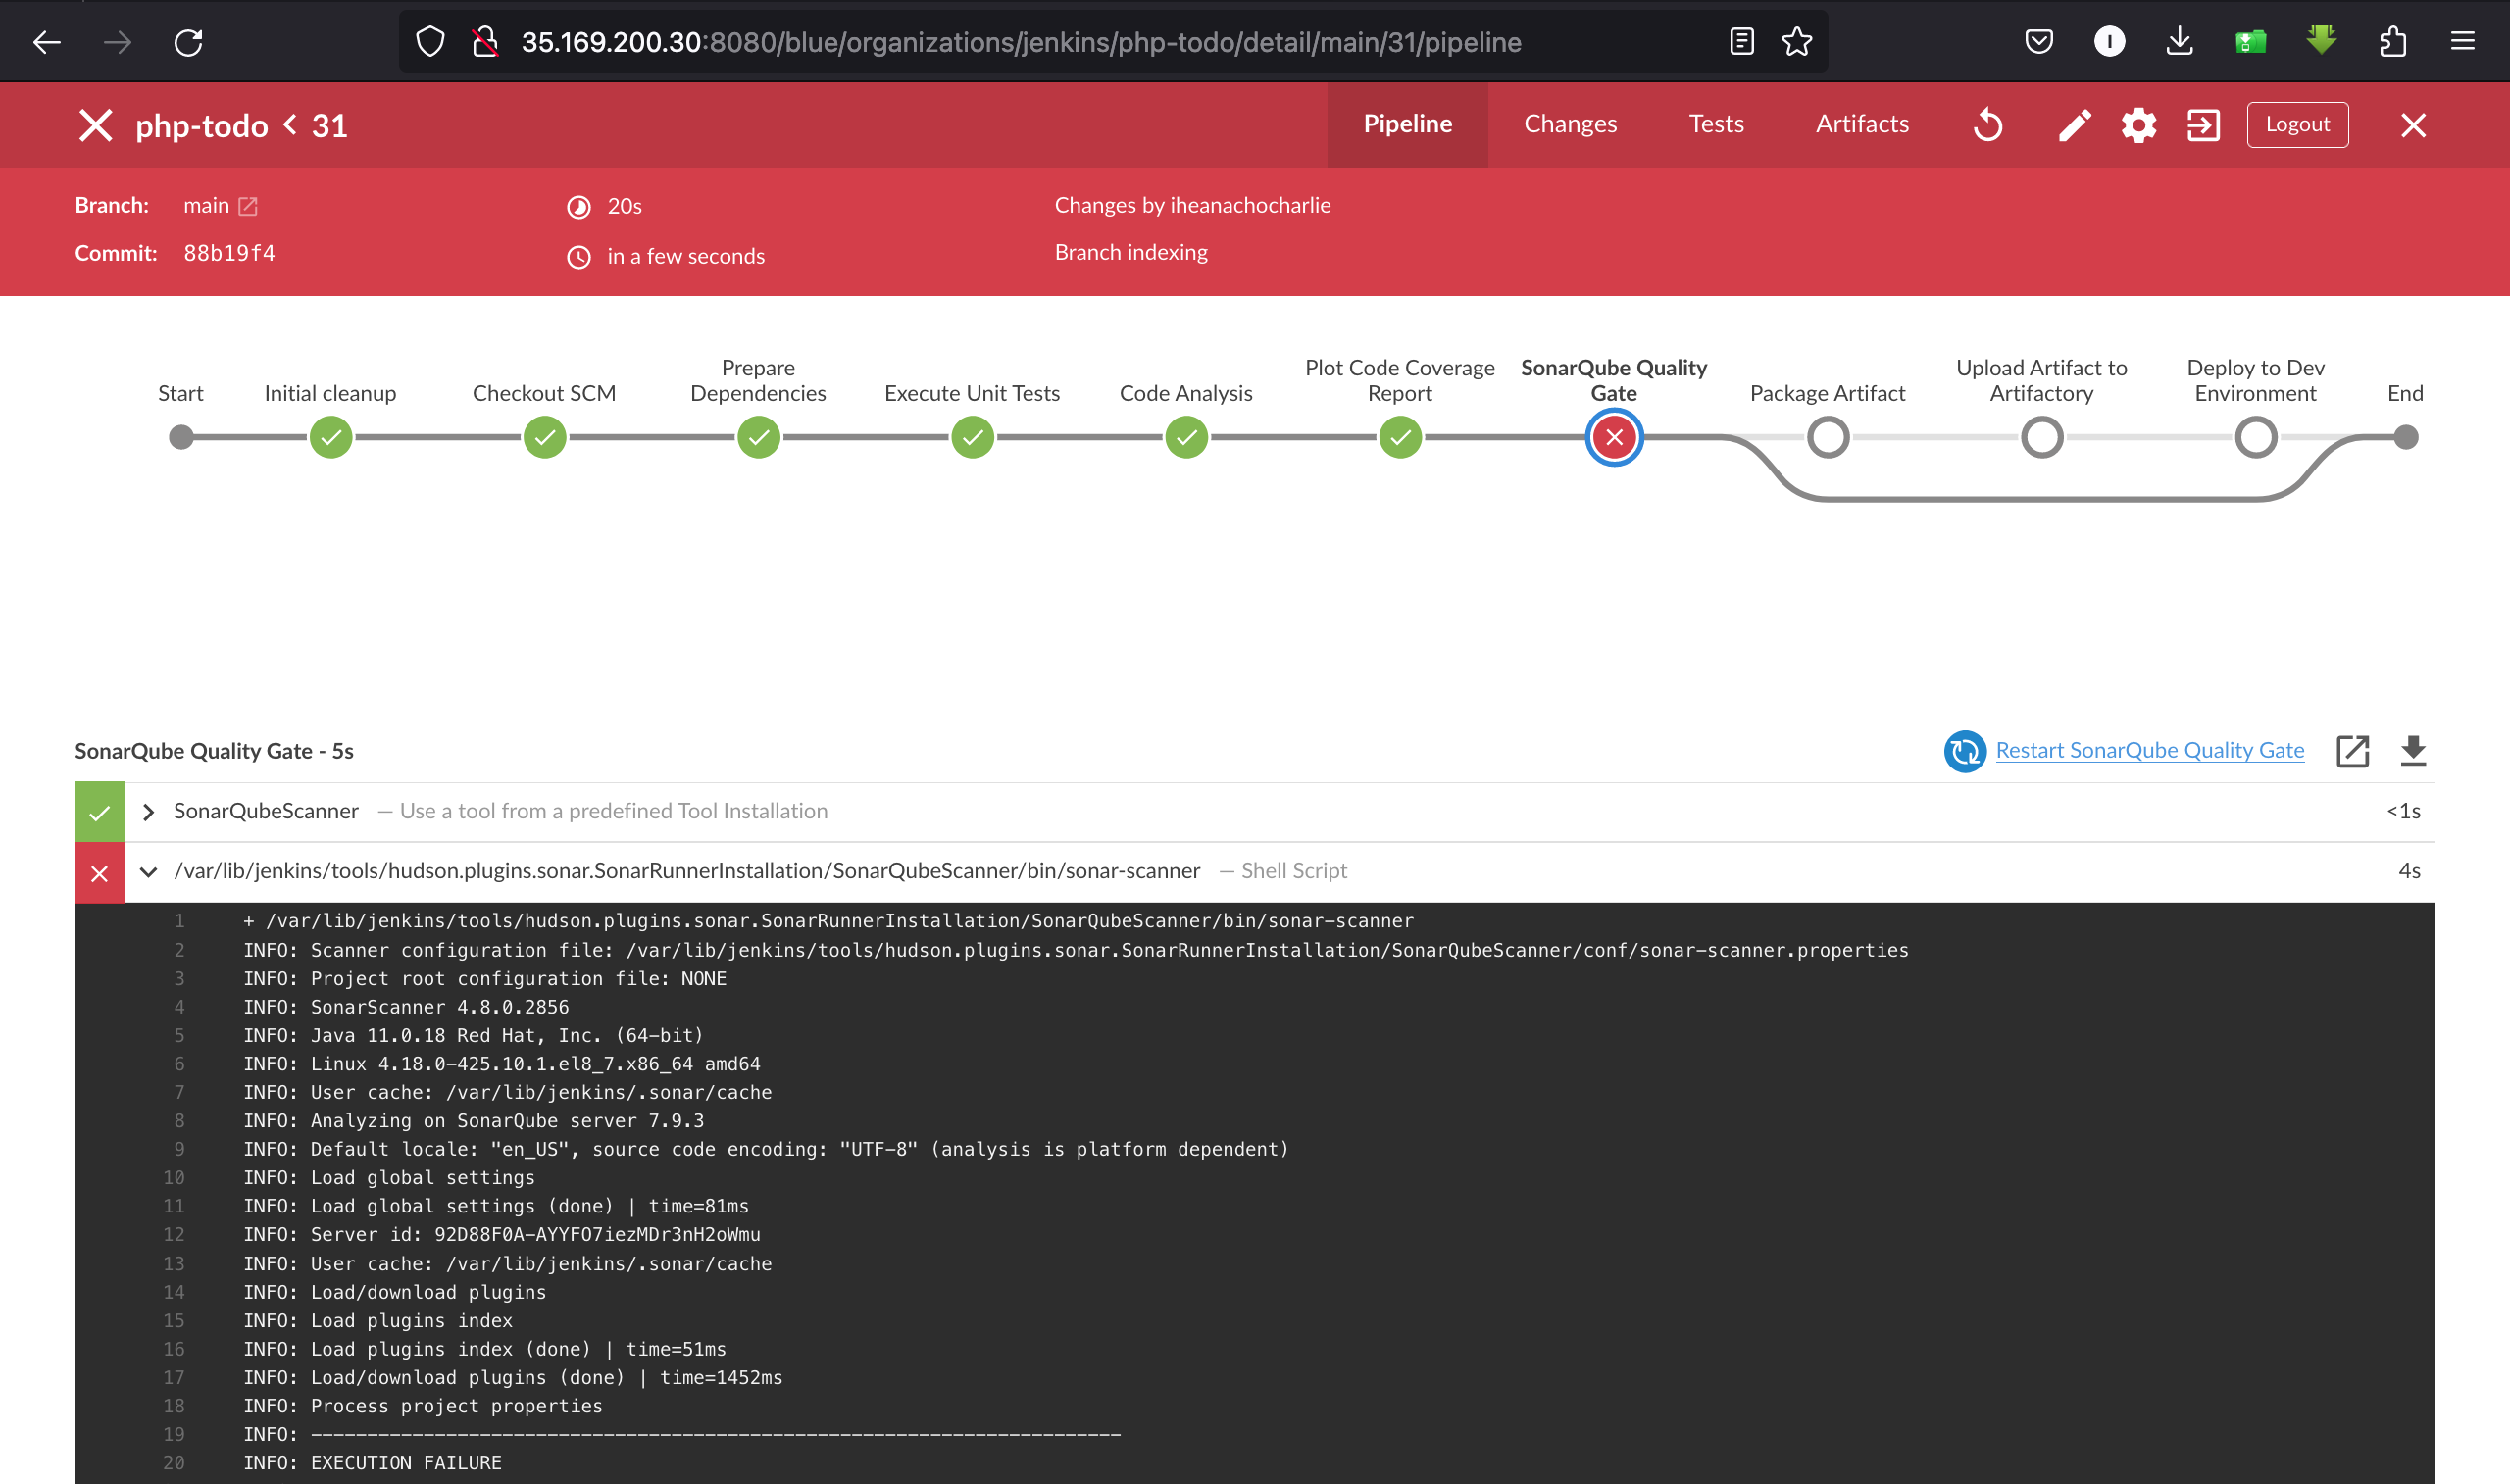 35.169.200.30:8080/blue/organizations/jenkins/php-todo/detail/main/31/pipeline
php-todo < 31
Pipeline
Changes
Tests
Artifacts
Logout
Branch: main
20s
Changes by iheanachocharlie
Commit: 88b19f4
in a few seconds
Branch indexing
Start
Initial cleanup
Checkout SCM
Prepare
Dependencies
Execute Unit Tests
Code Analysis
Plot Code Coverage
Report
SonarQube Quality
Gate
Package Artifact
Upload Artifact to
Artifactory
Deploy to Dev
Environment
End
SonarQube Quality Gate - 5s
Restart SonarQube Quality Gate
SonarQubeScanner — Use a tool from a predefined Tool Installation <1s
/var/lib/jenkins/tools/hudson.plugins.sonar.SonarRunnerInstallation/SonarQubeScanner/bin/sonar-scanner — Shell Script 4s
1 + /var/lib/jenkins/tools/hudson.plugins.sonar.SonarRunnerInstallation/SonarQubeScanner/bin/sonar-scanner
2 INFO: Scanner configuration file: /var/lib/jenkins/tools/hudson.plugins.sonar.SonarRunnerInstallation/SonarQubeScanner/conf/sonar-scanner.properties
3 INFO: Project root configuration file: NONE
4 INFO: SonarScanner 4.8.0.2856
5 INFO: Java 11.0.18 Red Hat, Inc. (64-bit)
6 INFO: Linux 4.18.0-425.10.1.el8_7.x86_64 amd64
7 INFO: User cache: /var/lib/jenkins/.sonar/cache
8 INFO: Analyzing on SonarQube server 7.9.3
9 INFO: Default locale: "en_US", source code encoding: "UTF-8" (analysis is platform dependent)
10 INFO: Load global settings
11 INFO: Load global settings (done) | time=81ms
12 INFO: Server id: 92D88F0A-AYYFO7iezMDr3nH2oWmu
13 INFO: User cache: /var/lib/jenkins/.sonar/cache
14 INFO: Load/download plugins
15 INFO: Load plugins index
16 INFO: Load plugins index (done) | time=51ms
17 INFO: Load/download plugins (done) | time=1452ms
18 INFO: Process project properties
19 INFO: ------------------------------------------------------------------------
20 INFO: EXECUTION FAILURE